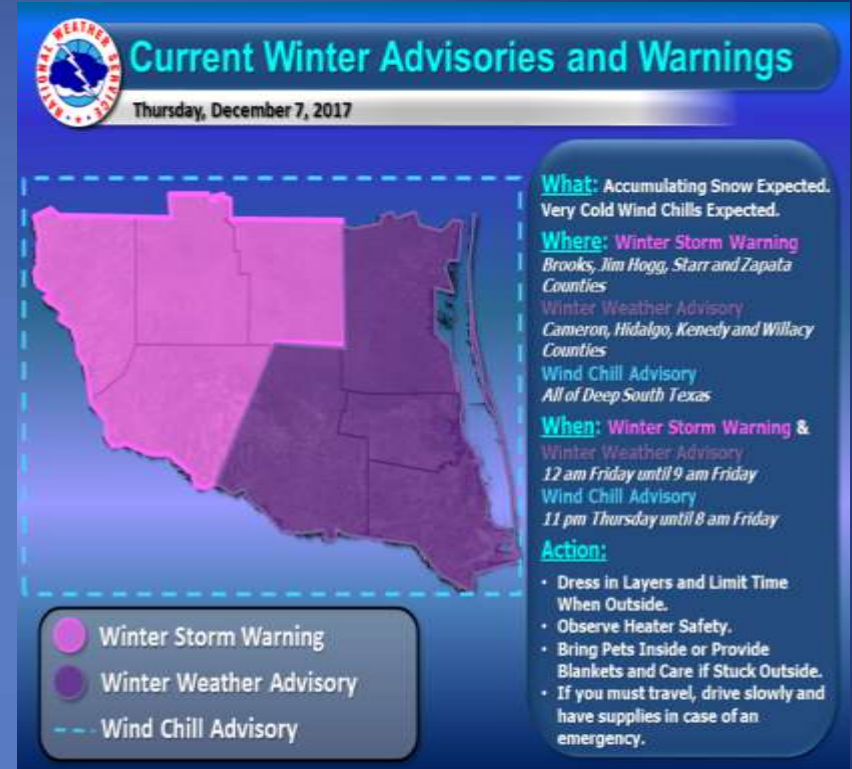 NATIONAL WEATHER SERVICE
Current Winter Advisories and Warnings
Thursday, December 7, 2017
What: Accumulating Snow Expected.
Very Cold Wind Chills Expected.
Where: Winter Storm Warning
Brooks, Jim Hogg, Starr and Zapata
Counties
Winter Weather Advisory
Cameron, Hidalgo, Kenedy and Willacy
Counties
Wind Chill Advisory
All of Deep South Texas
When: Winter Storm Warning &
Winter Weather Advisory
12 am Friday until 9 am Friday
Wind Chill Advisory
11 pm Thursday until 8 am Friday
Action:
• Dress in Layers and Limit Time
When Outside.
• Observe Heater Safety.
• Bring Pets Inside or Provide
Blankets and Care if Stuck Outside.
• If you must travel, drive slowly and
have supplies in case of an
emergency.
Winter Storm Warning
Winter Weather Advisory
Wind Chill Advisory